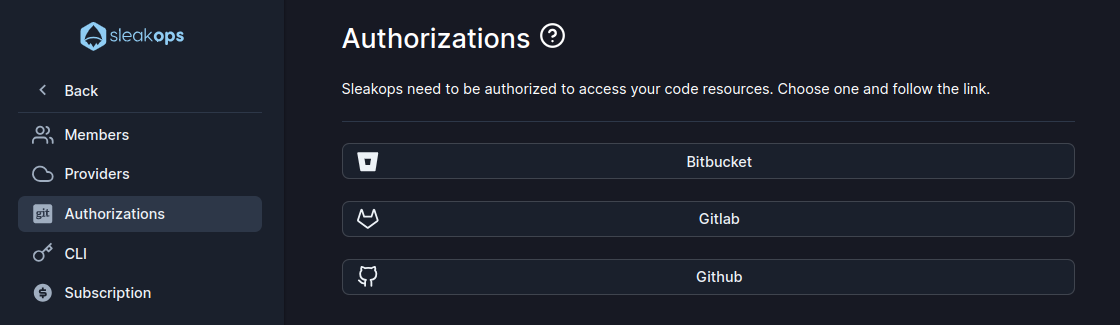 sleakops
Back
Members
Providers
git
Authorizations
CLI
Subscription
Authorizations ?
Sleakops need to be authorized to access your code resources. Choose one and follow the link.
Bitbucket
Gitlab
Github